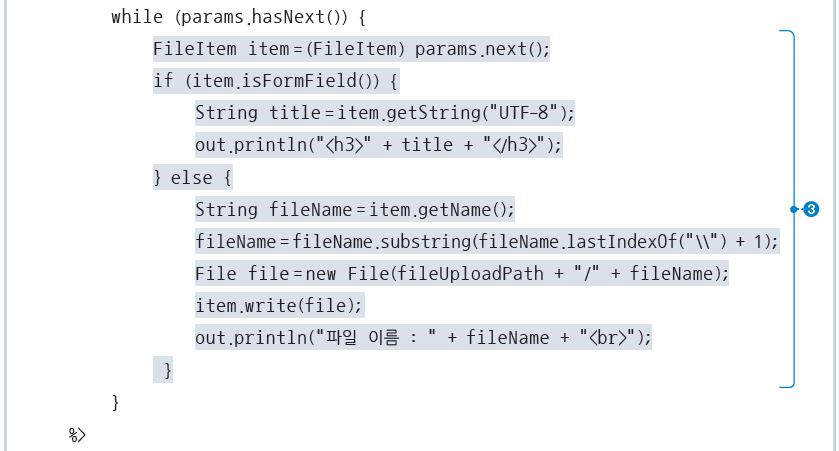 while (params.hasNext()) {
FileItem item=(FileItem) params.next();
if (item.isFormField()) {
String title=item.getString("UTF-8");
out.println("<h3>" + title + "</h3>");
} else {
String fileName=item.getName();
fileName=fileName.substring(fileName.lastIndexOf("\\") + 1);
File file=new File(fileUploadPath + "/" + fileName);
item.write(file);
out.println("파일 이름 : " + fileName + "<br>");
}
}
%>
3